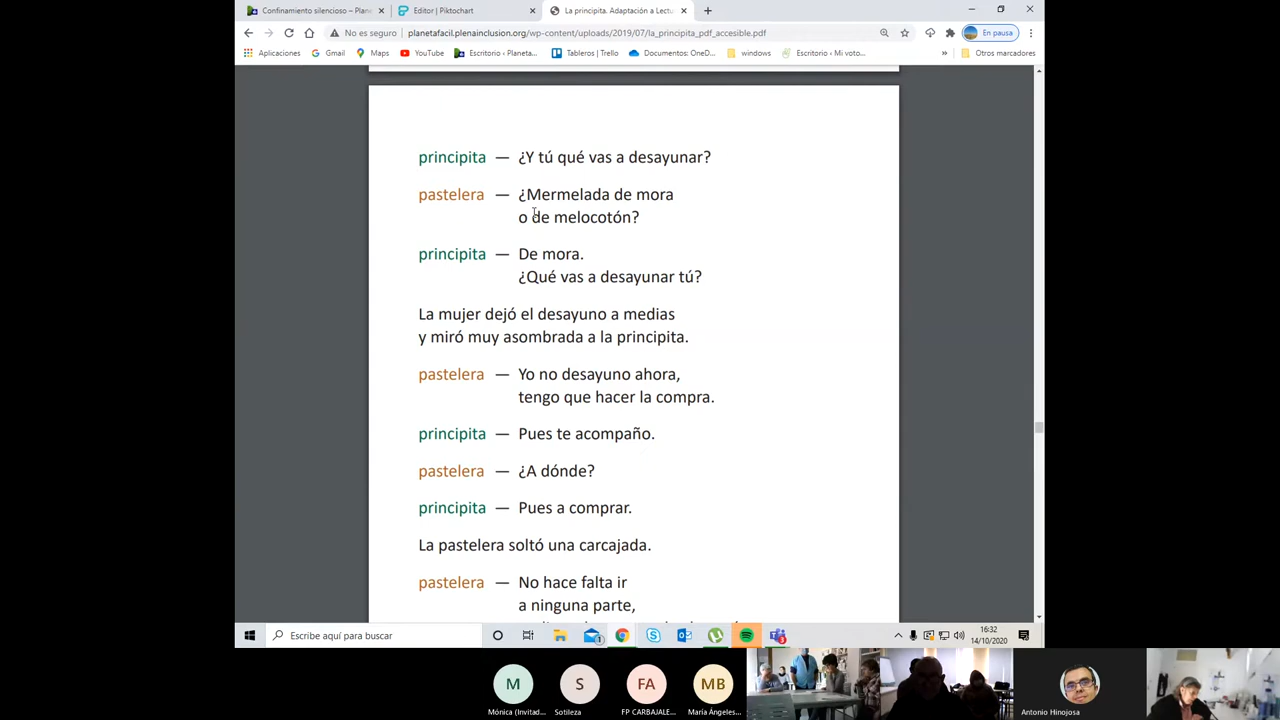 Confinamiento silencioso – Plane
Editor | Piktochart
La principita. Adaptación a Lectu
No es seguro
planetafacil.plenainclusion.org/wp-content/uploads/2019/07/la_principita_pdf_accesible.pdf
En pausa
Aplicaciones
Gmail
Maps
YouTube
Escritorio ‹ Planeta...
Tableros | Trello
Documentos: OneD...
windows
Escritorio ‹ Mi voto...
»
Otros marcadores
principita — ¿Y tú qué vas a desayunar?
pastelera — ¿Mermelada de mora
o de melocotón?
principita — De mora.
¿Qué vas a desayunar tú?
La mujer dejó el desayuno a medias
y miró muy asombrada a la principita.
pastelera — Yo no desayuno ahora,
tengo que hacer la compra.
principita — Pues te acompaño.
pastelera — ¿A dónde?
principita — Pues a comprar.
La pastelera soltó una carcajada.
pastelera — No hace falta ir
a ninguna parte,
Escribe aquí para buscar
16:32
14/10/2020
M
S
FA
MB
Mónica (Invitad...
Sotileza
FP CARBAJALE...
María Ángeles...
Antonio Hinojosa